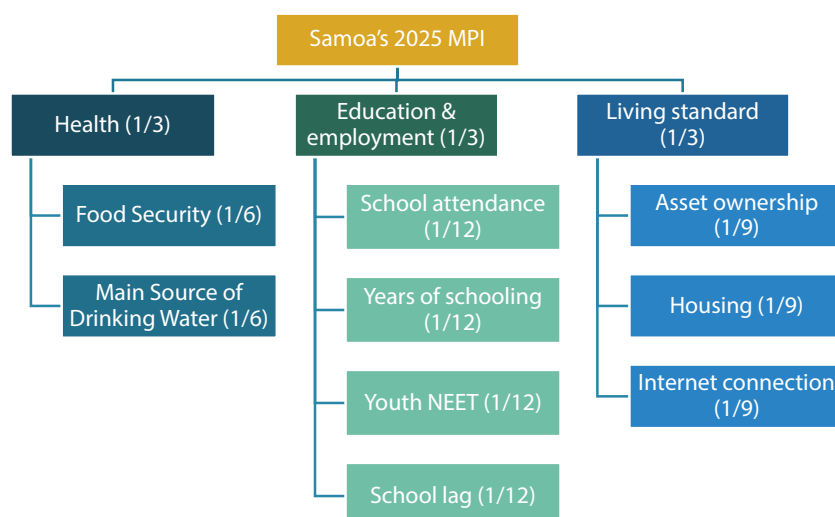 Samoa's 2025 MPI
Health (1/3)
Food Security (1/6)
Main Source of
Drinking Water (1/6)
Education &
employment (1/3)
School attendance
(1/12)
Years of schooling
(1/12)
Youth NEET (1/12)
School lag (1/12)
Living standard
(1/3)
Asset ownership
(1/9)
Housing (1/9)
Internet connection
(1/9)